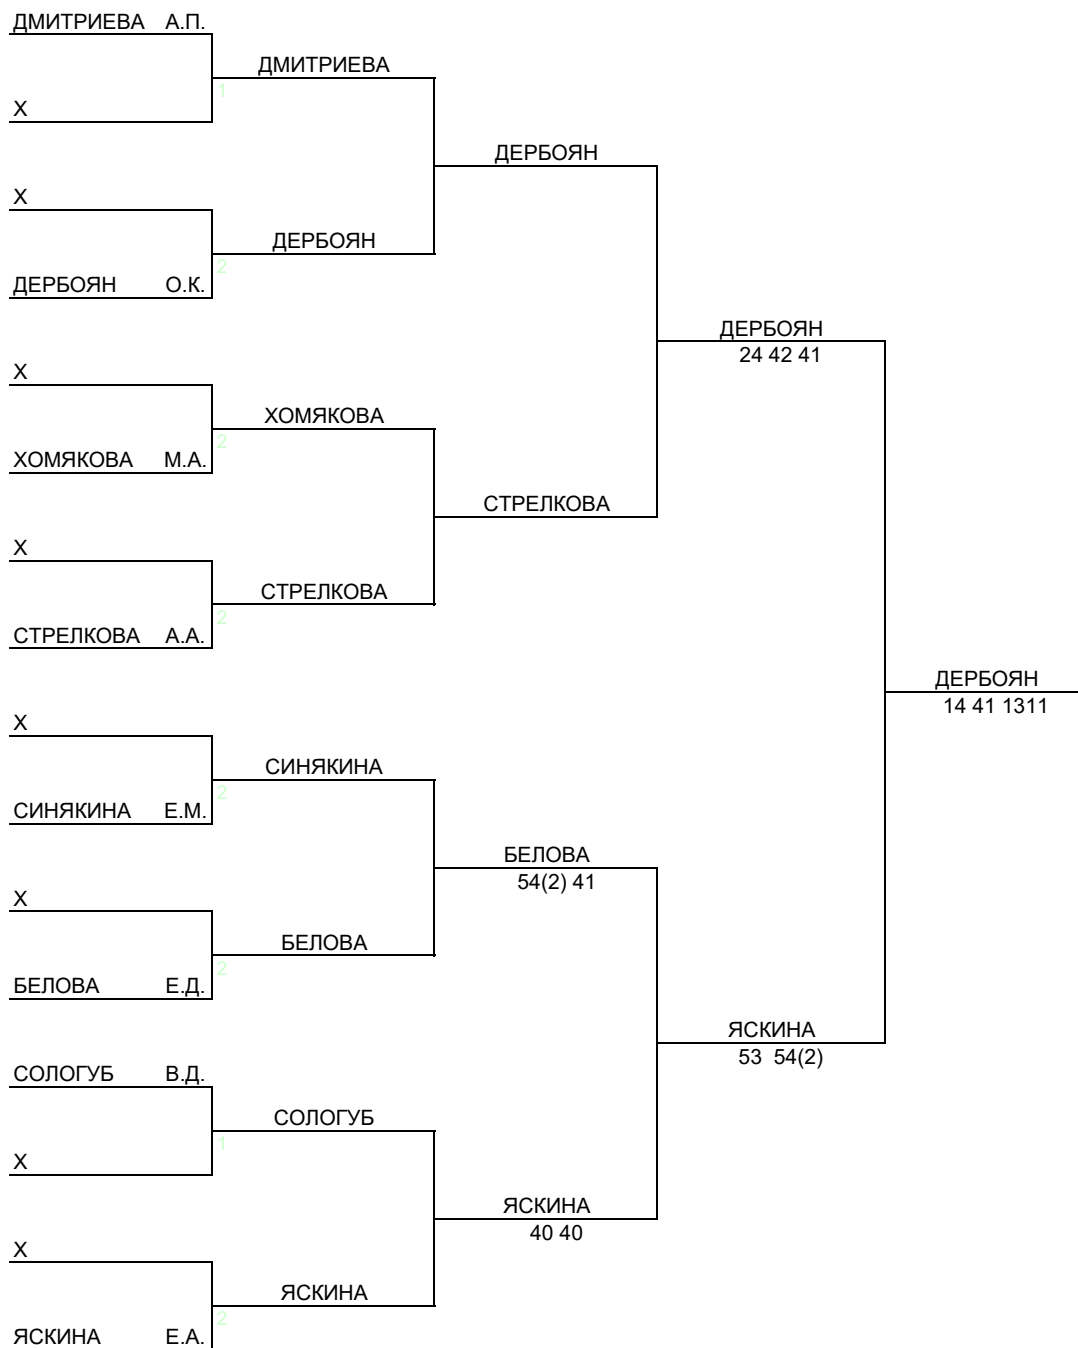 ДМИТРИЕВА А.П.
ДМИТРИЕВА
1
Х
ДЕРБОЯН
Х
ДЕРБОЯН
2
ДЕРБОЯН О.К.
ДЕРБОЯН
24 42 41
Х
ХОМЯКОВА
2
ХОМЯКОВА М.А.
СТРЕЛКОВА
Х
СТРЕЛКОВА
2
СТРЕЛКОВА А.А.
ДЕРБОЯН
14 41 1311
Х
СИНЯКИНА
2
СИНЯКИНА Е.М.
БЕЛОВА
54(2) 41
Х
БЕЛОВА
2
БЕЛОВА Е.Д.
ЯСКИНА
53 54(2)
СОЛОГУБ В.Д.
СОЛОГУБ
1
Х
ЯСКИНА
40 40
Х
ЯСКИНА
2
ЯСКИНА Е.А.